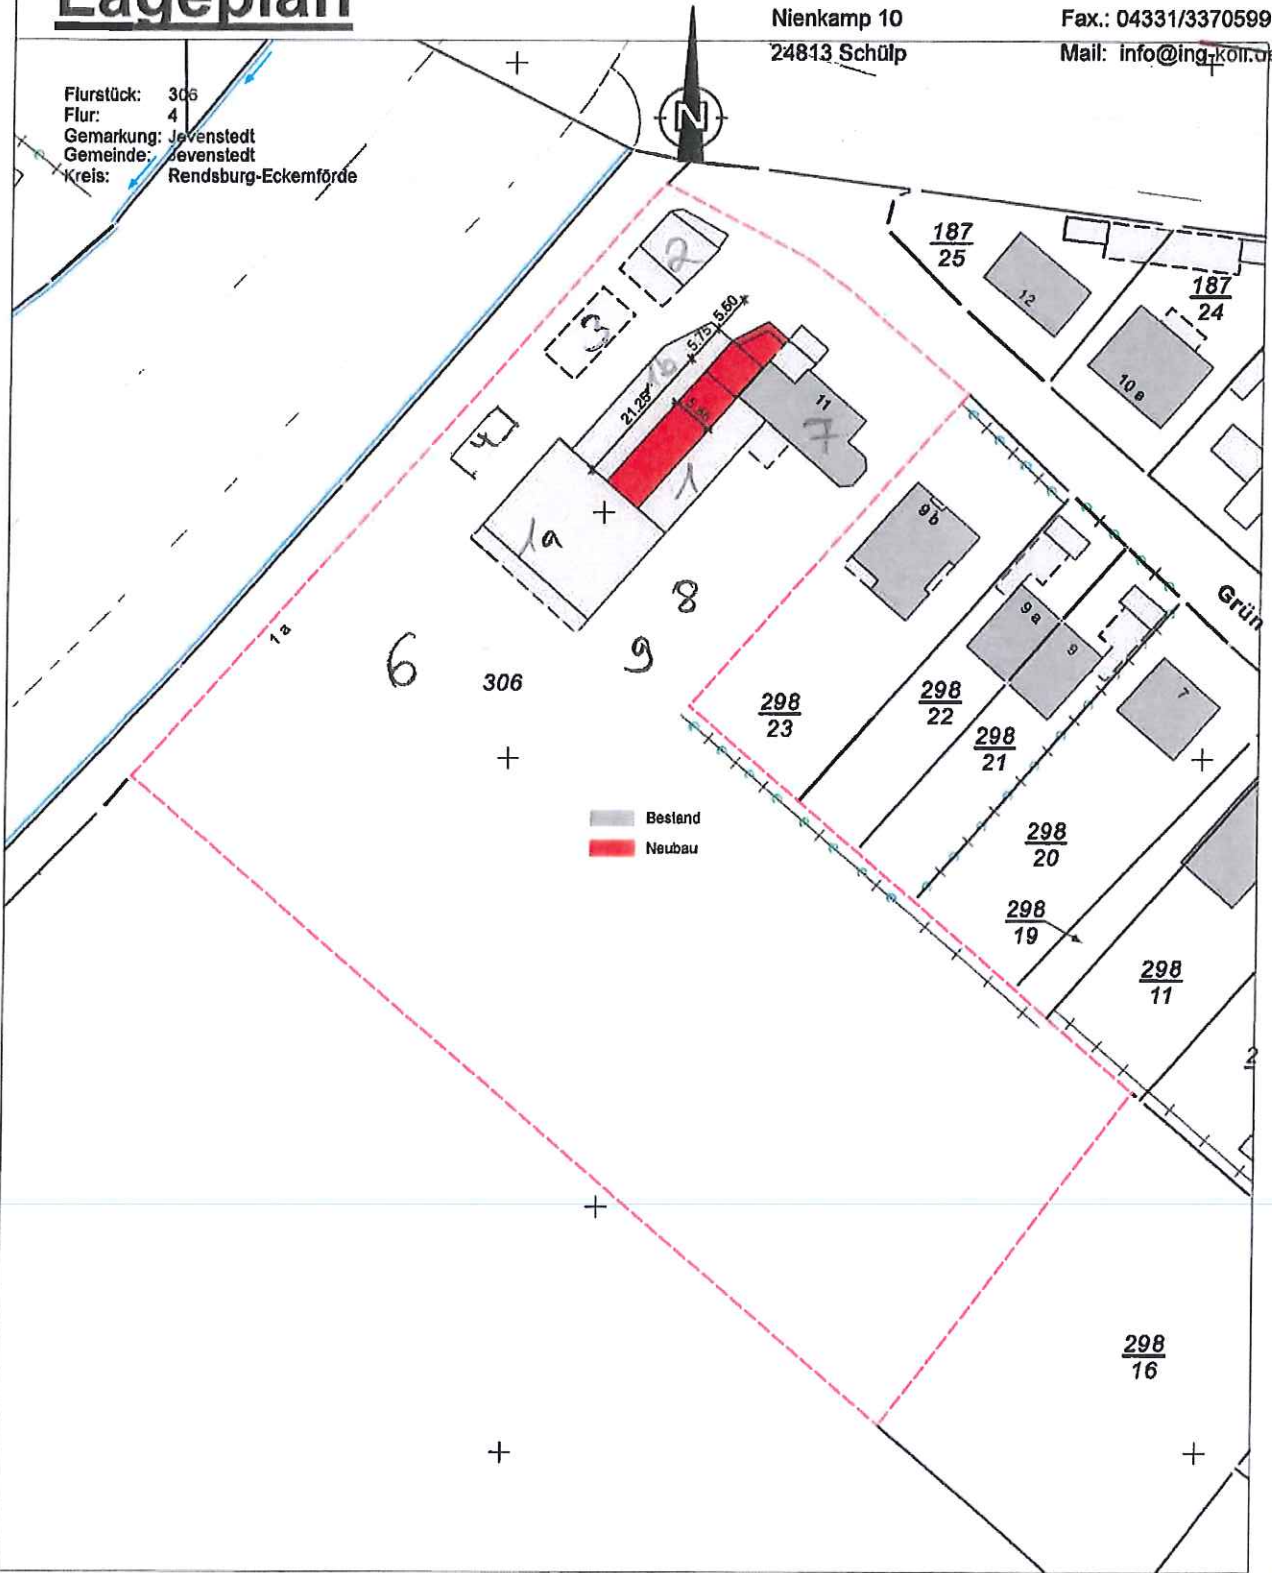 Lageplan
Nienkamp 10
24813 Schülp
Fax.: 04331/3370599
Mail: info@ing-koll.de
Flurstück: 306
Flur: 4
Gemarkung: Jevenstedt
Gemeinde: Jevenstedt
Kreis: Rendsburg-Eckernförde
N
187
25
12
187
24
10 a
2
3
4
1b
5.75
5.50
21.25
11
7
1
1a
9 b
9 a
9
7
Grün
8
9
6
306
1 a
298
23
298
22
298
21
298
20
298
19
298
11
2
Bestand
Neubau
298
16